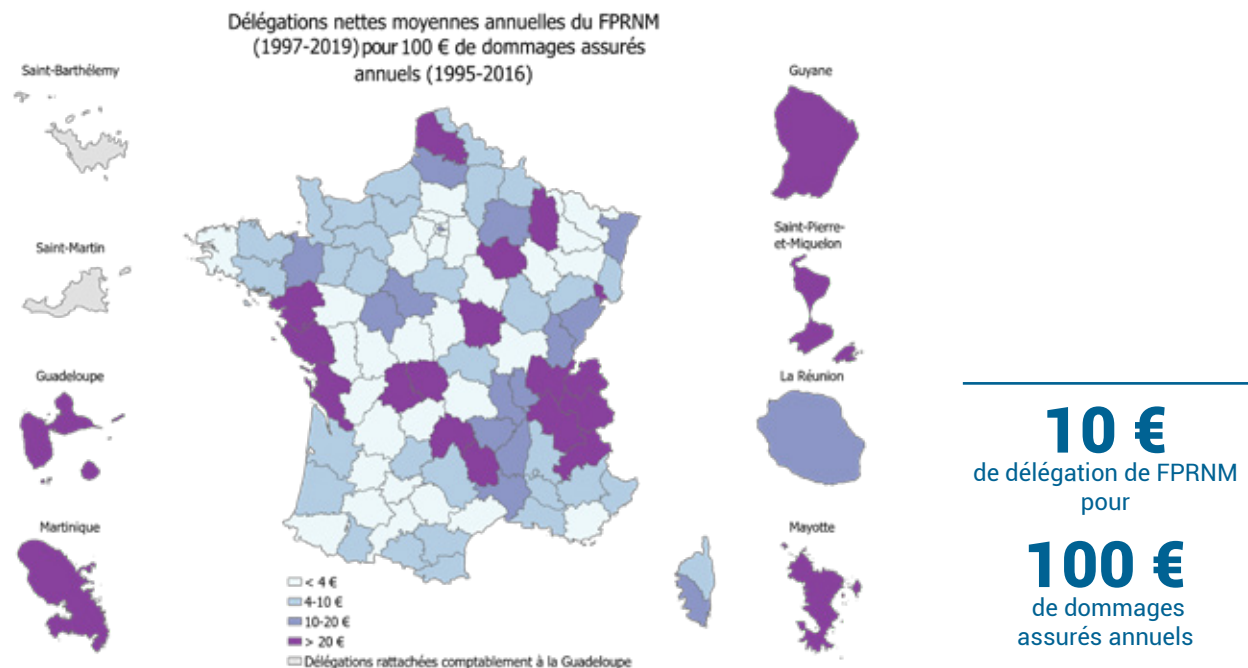 Délégations nettes moyennes annuelles du FPRNM
(1997-2019) pour 100 € de dommages assurés
annuels (1995-2016)
Saint-Barthélemy
Saint-Martin
Guadeloupe
Martinique
Guyane
Saint-Pierre-
et-Miquelon
La Réunion
Mayotte
< 4 €
4-10 €
10-20 €
> 20 €
Délégations rattachées comptablement à la Guadeloupe
10 €
de délégation de FPRNM
pour
100 €
de dommages
assurés annuels